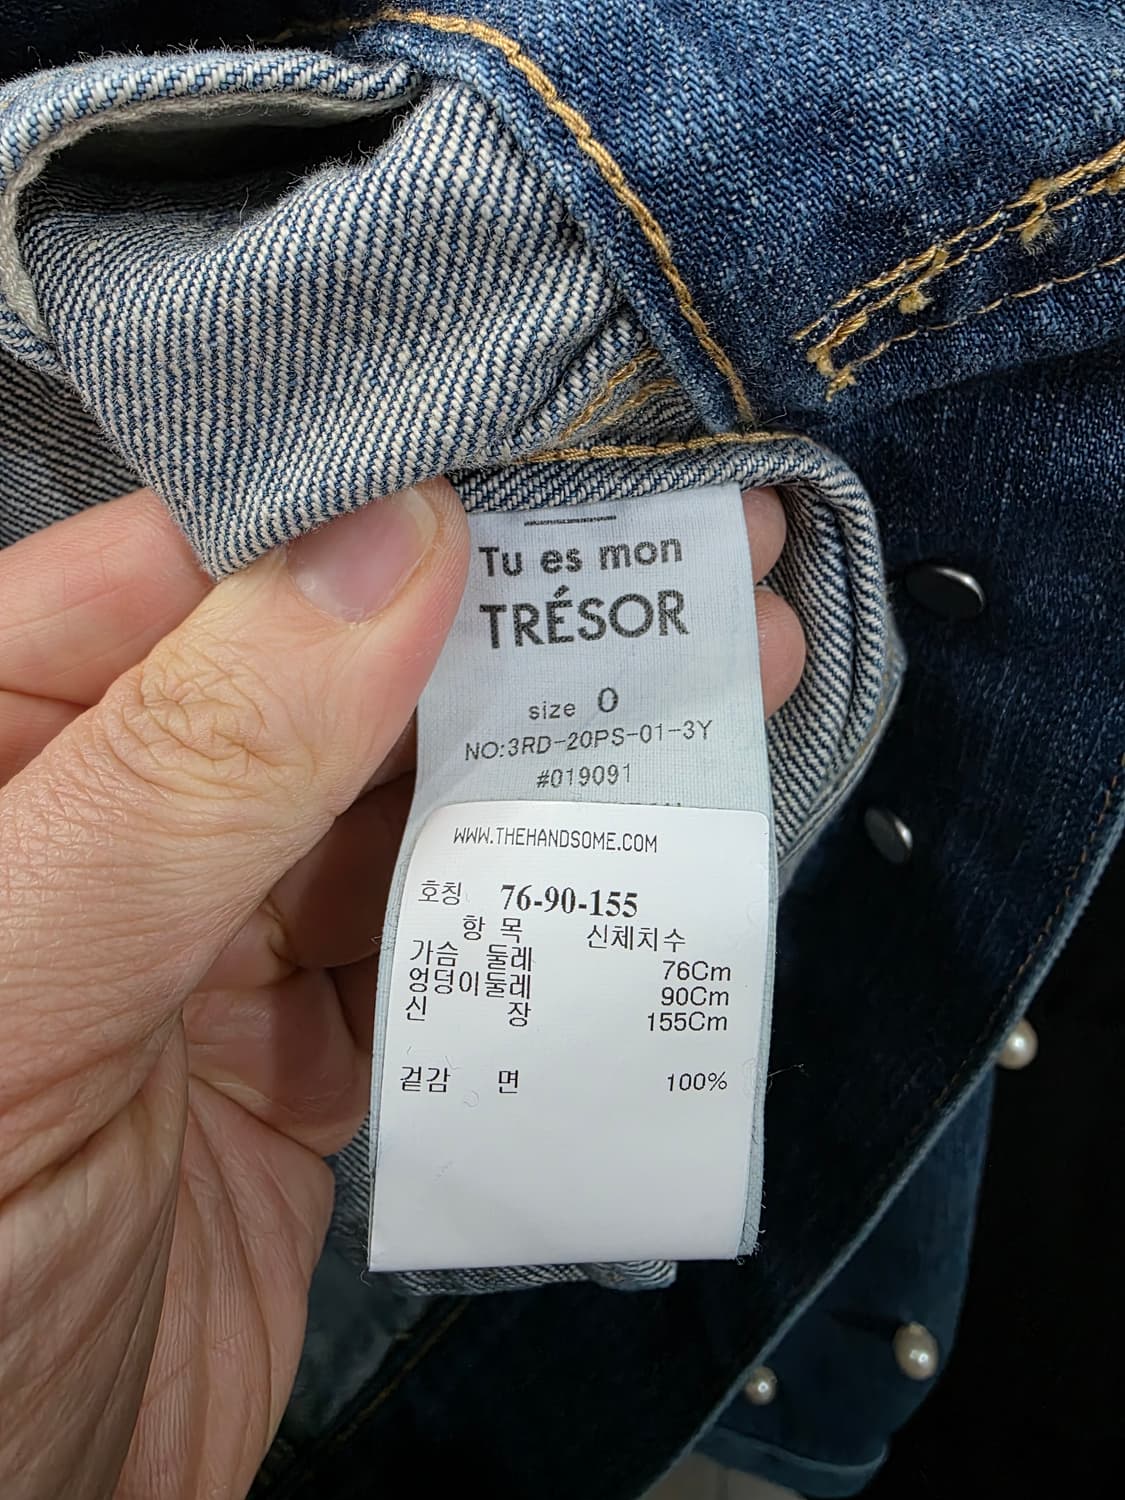 Tu es mon
TRÉSOR
size 0
NO:3RD-20PS-01-3Y
#019091
WWW.THEHANDSOME.COM
호칭 76-90-155
항 목 신체치수
가슴 둘레 76Cm
엉덩이둘레 90Cm
신 장 155Cm
겉감 면 100%